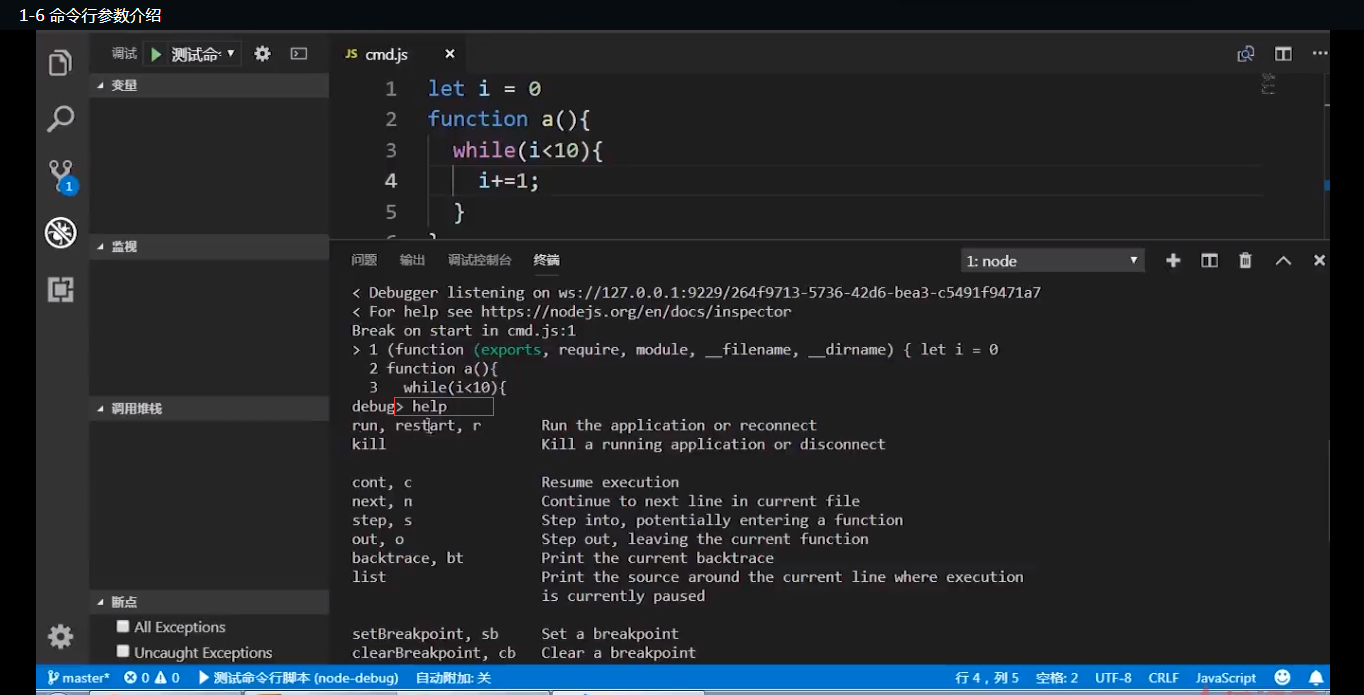 1-6 命令行参数介绍
调试 测试命
变量
监视
调用堆栈
断点
All Exceptions
Uncaught Exceptions
JS cmd.js
1 let i = 0
2 function a(){
3 while(i<10){
4 i+=1;
5 }
问题 输出 调试控制台 终端 1: node
< Debugger listening on ws://127.0.0.1:9229/264f9713-5736-42d6-bea3-c5491f9471a7
< For help see https://nodejs.org/en/docs/inspector
Break on start in cmd.js:1
> 1 (function (exports, require, module, __filename, __dirname) { let i = 0
2 function a(){
3 while(i<10){
debug> help
run, restart, r Run the application or reconnect
kill Kill a running application or disconnect
cont, c Resume execution
next, n Continue to next line in current file
step, s Step into, potentially entering a function
out, o Step out, leaving the current function
backtrace, bt Print the current backtrace
list Print the source around the current line where execution
is currently paused
setBreakpoint, sb Set a breakpoint
clearBreakpoint, cb Clear a breakpoint
1
master* 0 0 测试命令行脚本 (node-debug) 自动附加: 关 行 4，列 5 空格: 2 UTF-8 CRLF JavaScript